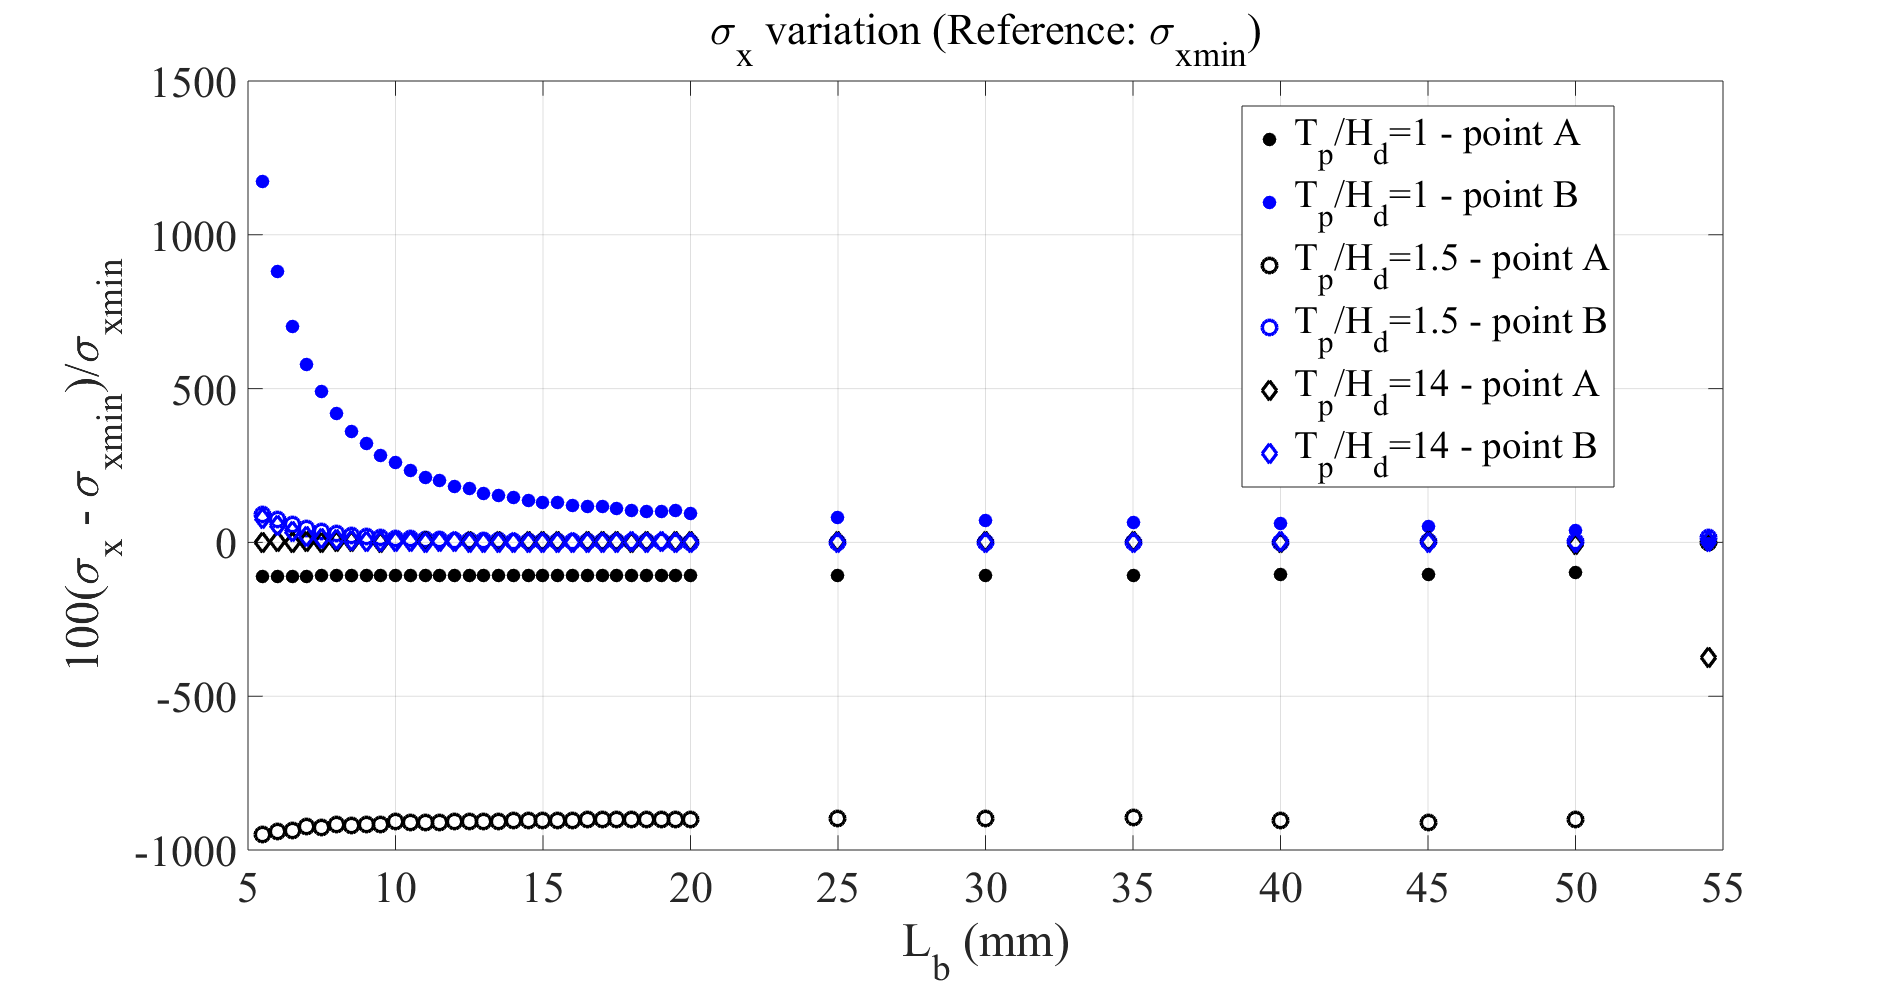 σx variation (Reference: σxmin)
100(σx - σxmin)/σxmin
1500
1000
500
0
-500
-1000
5 10 15 20 25 30 35 40 45 50 55
Lb (mm)
Tp/Hd=1 - point A
Tp/Hd=1 - point B
Tp/Hd=1.5 - point A
Tp/Hd=1.5 - point B
Tp/Hd=14 - point A
Tp/Hd=14 - point B